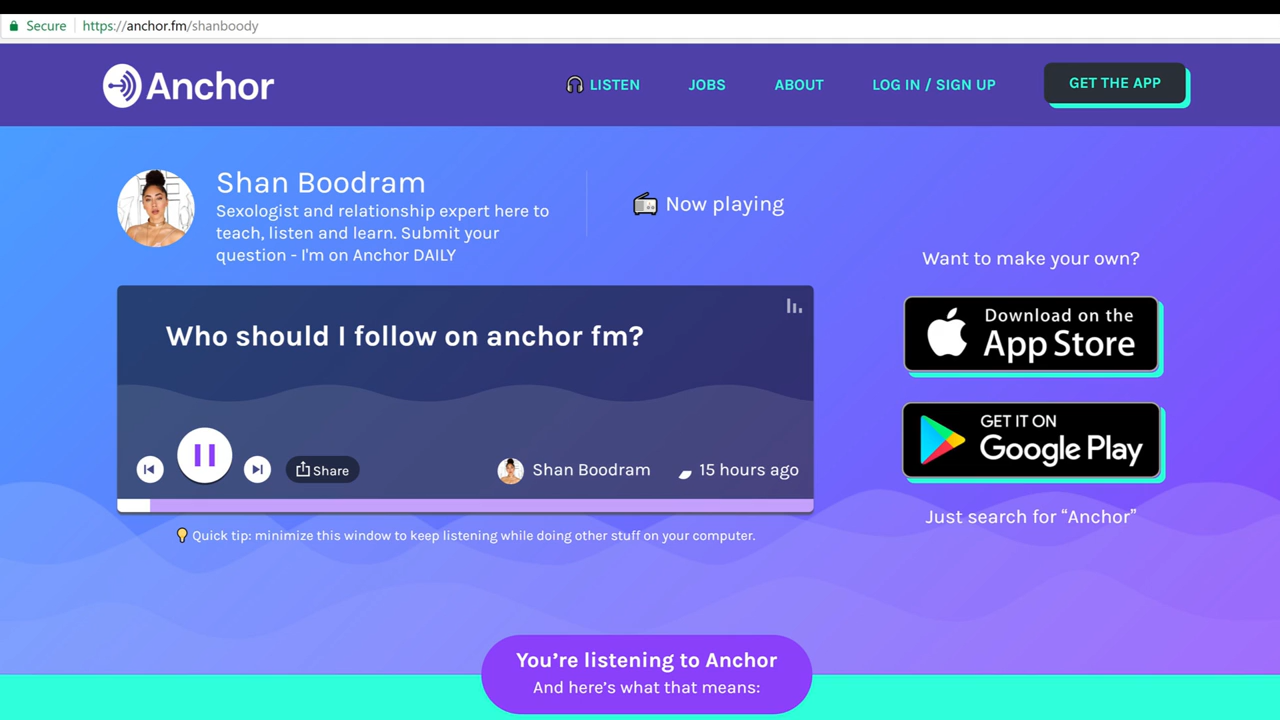 Secure https://anchor.fm/shanboody
Anchor
LISTEN
JOBS
ABOUT
LOG IN / SIGN UP
GET THE APP
Shan Boodram
Sexologist and relationship expert here to
teach, listen and learn. Submit your
question - I'm on Anchor DAILY
Now playing
Who should I follow on anchor fm?
Share
Shan Boodram
15 hours ago
Quick tip: minimize this window to keep listening while doing other stuff on your computer.
Want to make your own?
Download on the
App Store
GET IT ON
Google Play
Just search for “Anchor”
You’re listening to Anchor
And here’s what that means: